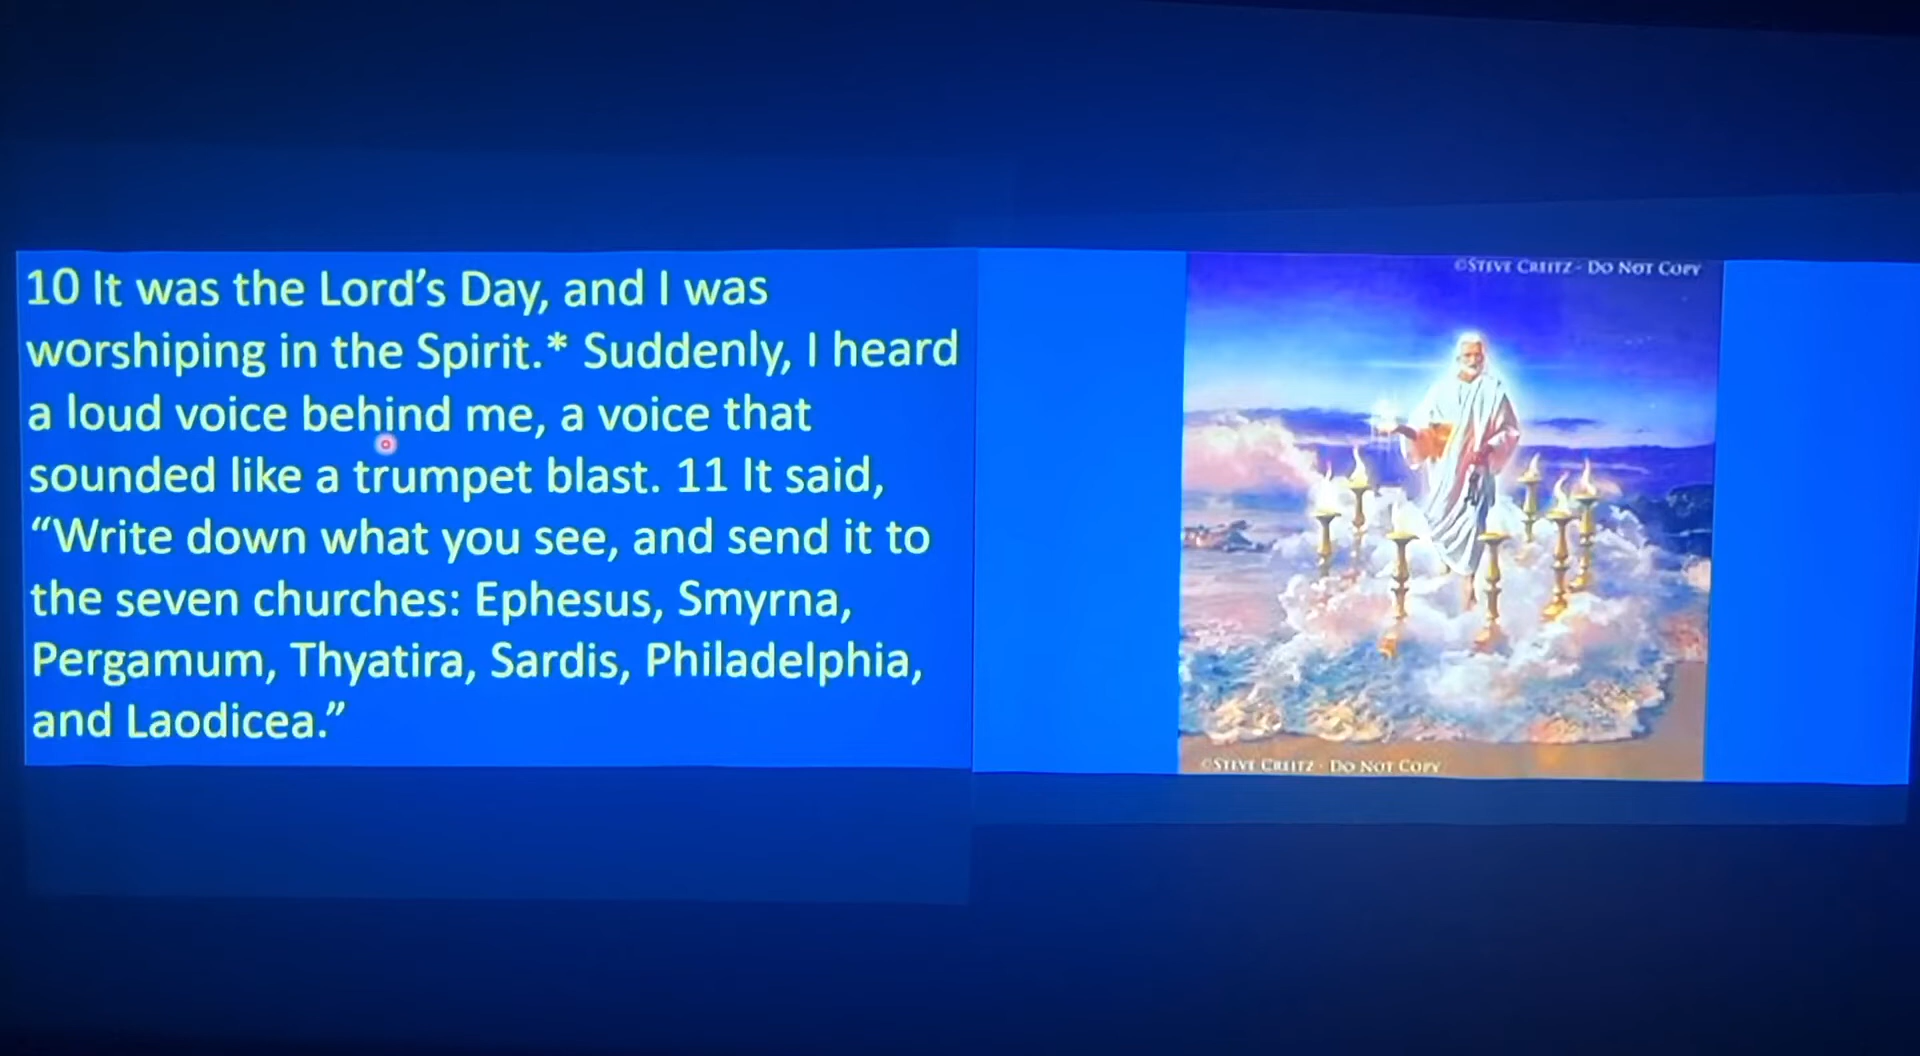 10 It was the Lord’s Day, and I was
worshiping in the Spirit.* Suddenly, I heard
a loud voice behind me, a voice that
sounded like a trumpet blast. 11 It said,
“Write down what you see, and send it to
the seven churches: Ephesus, Smyrna,
Pergamum, Thyatira, Sardis, Philadelphia,
and Laodicea.”
©STEVE CREITZ - DO NOT COPY
©STEVE CREITZ - DO NOT COPY